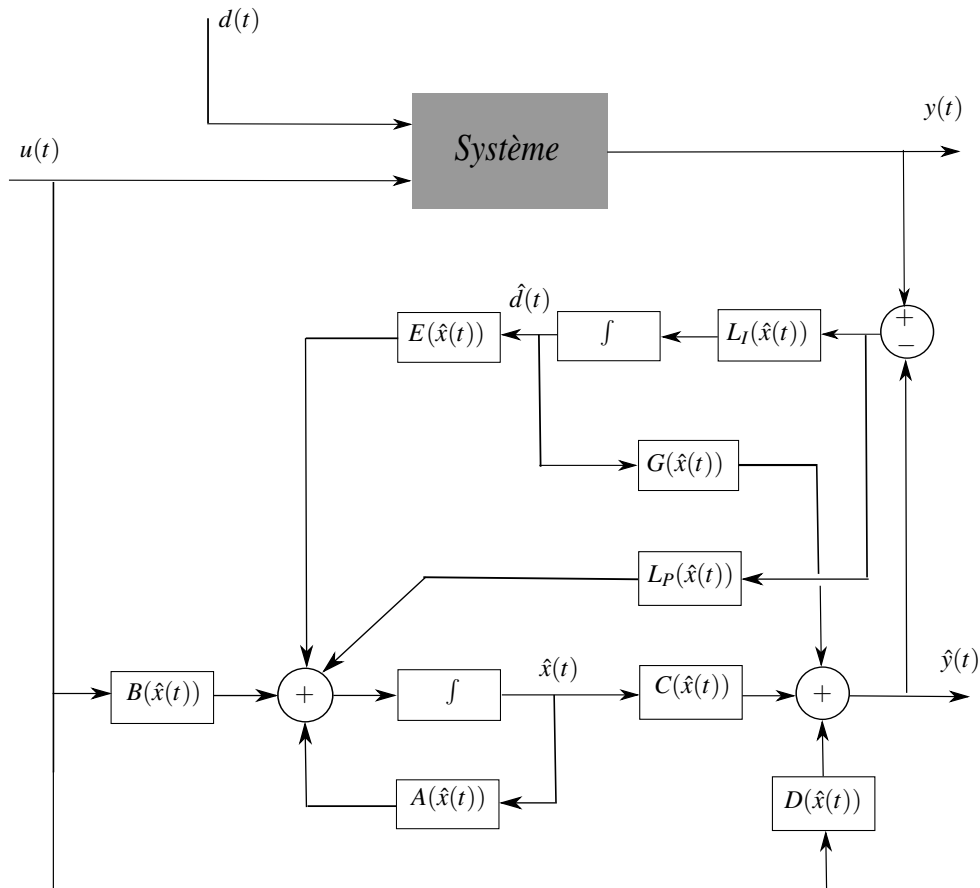 d(t)
y(t)
u(t)
Système
d̂(t)
+
−
E(x̂(t))
∫
L_I(x̂(t))
G(x̂(t))
L_P(x̂(t))
x̂(t)
ŷ(t)
B(x̂(t))
+
∫
C(x̂(t))
+
A(x̂(t))
D(x̂(t))